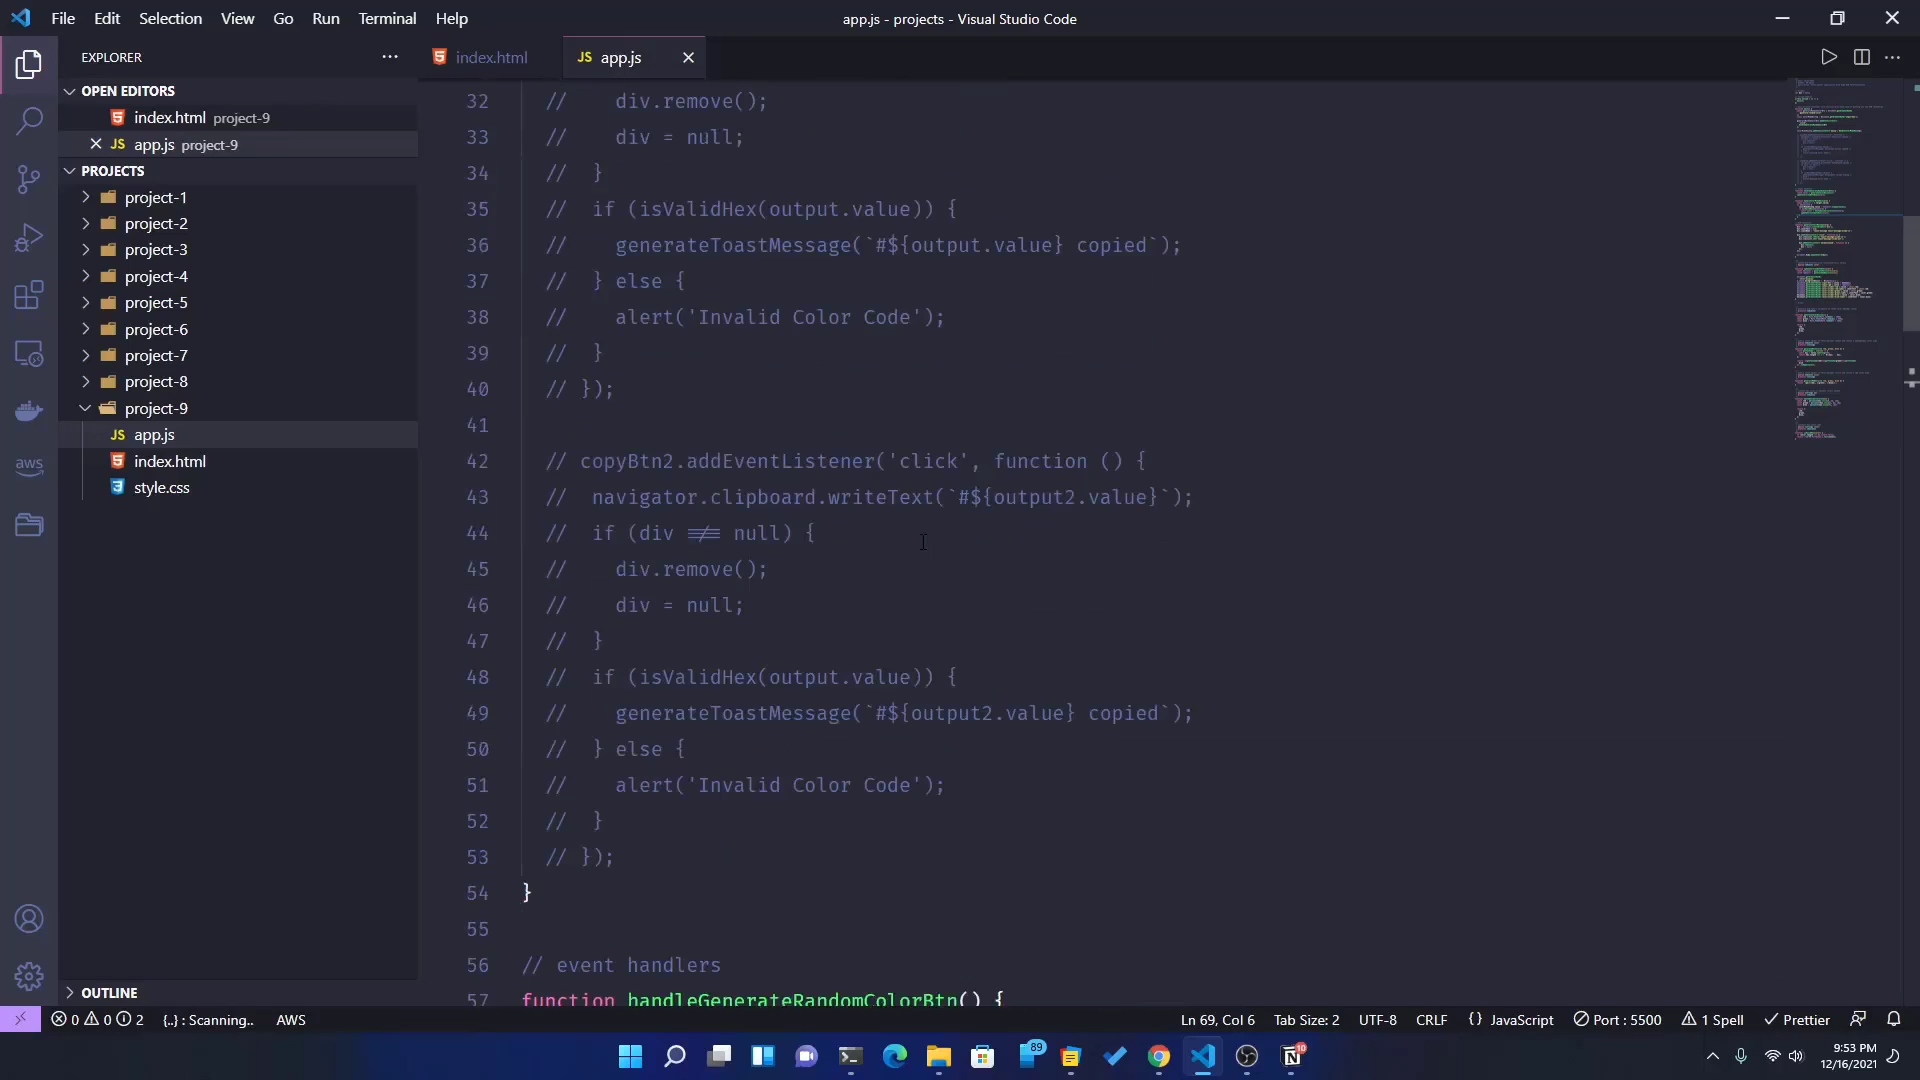 File Edit Selection View Go Run Terminal Help
app.js - projects - Visual Studio Code
EXPLORER
index.html
JS app.js
OPEN EDITORS
index.html project-9
JS app.js project-9
PROJECTS
project-1
project-2
project-3
project-4
project-5
project-6
project-7
project-8
project-9
JS app.js
index.html
style.css
aws
OUTLINE
32 //    div.remove();
33 //    div = null;
34 //  }
35 //  if (isValidHex(output.value)) {
36 //    generateToastMessage(`#${output.value} copied`);
37 //  } else {
38 //    alert('Invalid Color Code');
39 //  }
40 // });
41
42 // copyBtn2.addEventListener('click', function () {
43 //  navigator.clipboard.writeText(`#${output2.value}`);
44 //  if (div !== null) {
45 //    div.remove();
46 //    div = null;
47 //  }
48 //  if (isValidHex(output.value)) {
49 //    generateToastMessage(`#${output2.value} copied`);
50 //  } else {
51 //    alert('Invalid Color Code');
52 //  }
53 // });
54 }
55
56 // event handlers
57 function handleGenerateRandomColorBtn() {
0 0 2 {..} : Scanning.. AWS
Ln 69, Col 6 Tab Size: 2 UTF-8 CRLF {} JavaScript Port : 5500 1 Spell Prettier
89
10
9:53 PM
12/16/2021